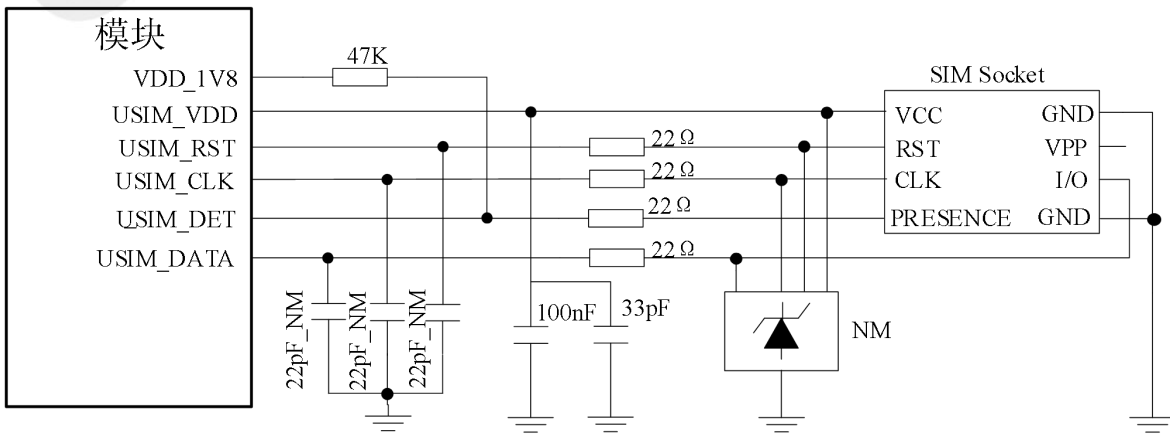 模块
47K
VDD_1V8
SIM Socket
USIM_VDD
VCC
GND
USIM_RST
22Ω
RST
VPP
USIM_CLK
22Ω
CLK
I/O
USIM_DET
22Ω
PRESENCE
GND
USIM_DATA
22Ω
22pF_NM
22pF_NM
22pF_NM
100nF
33pF
NM